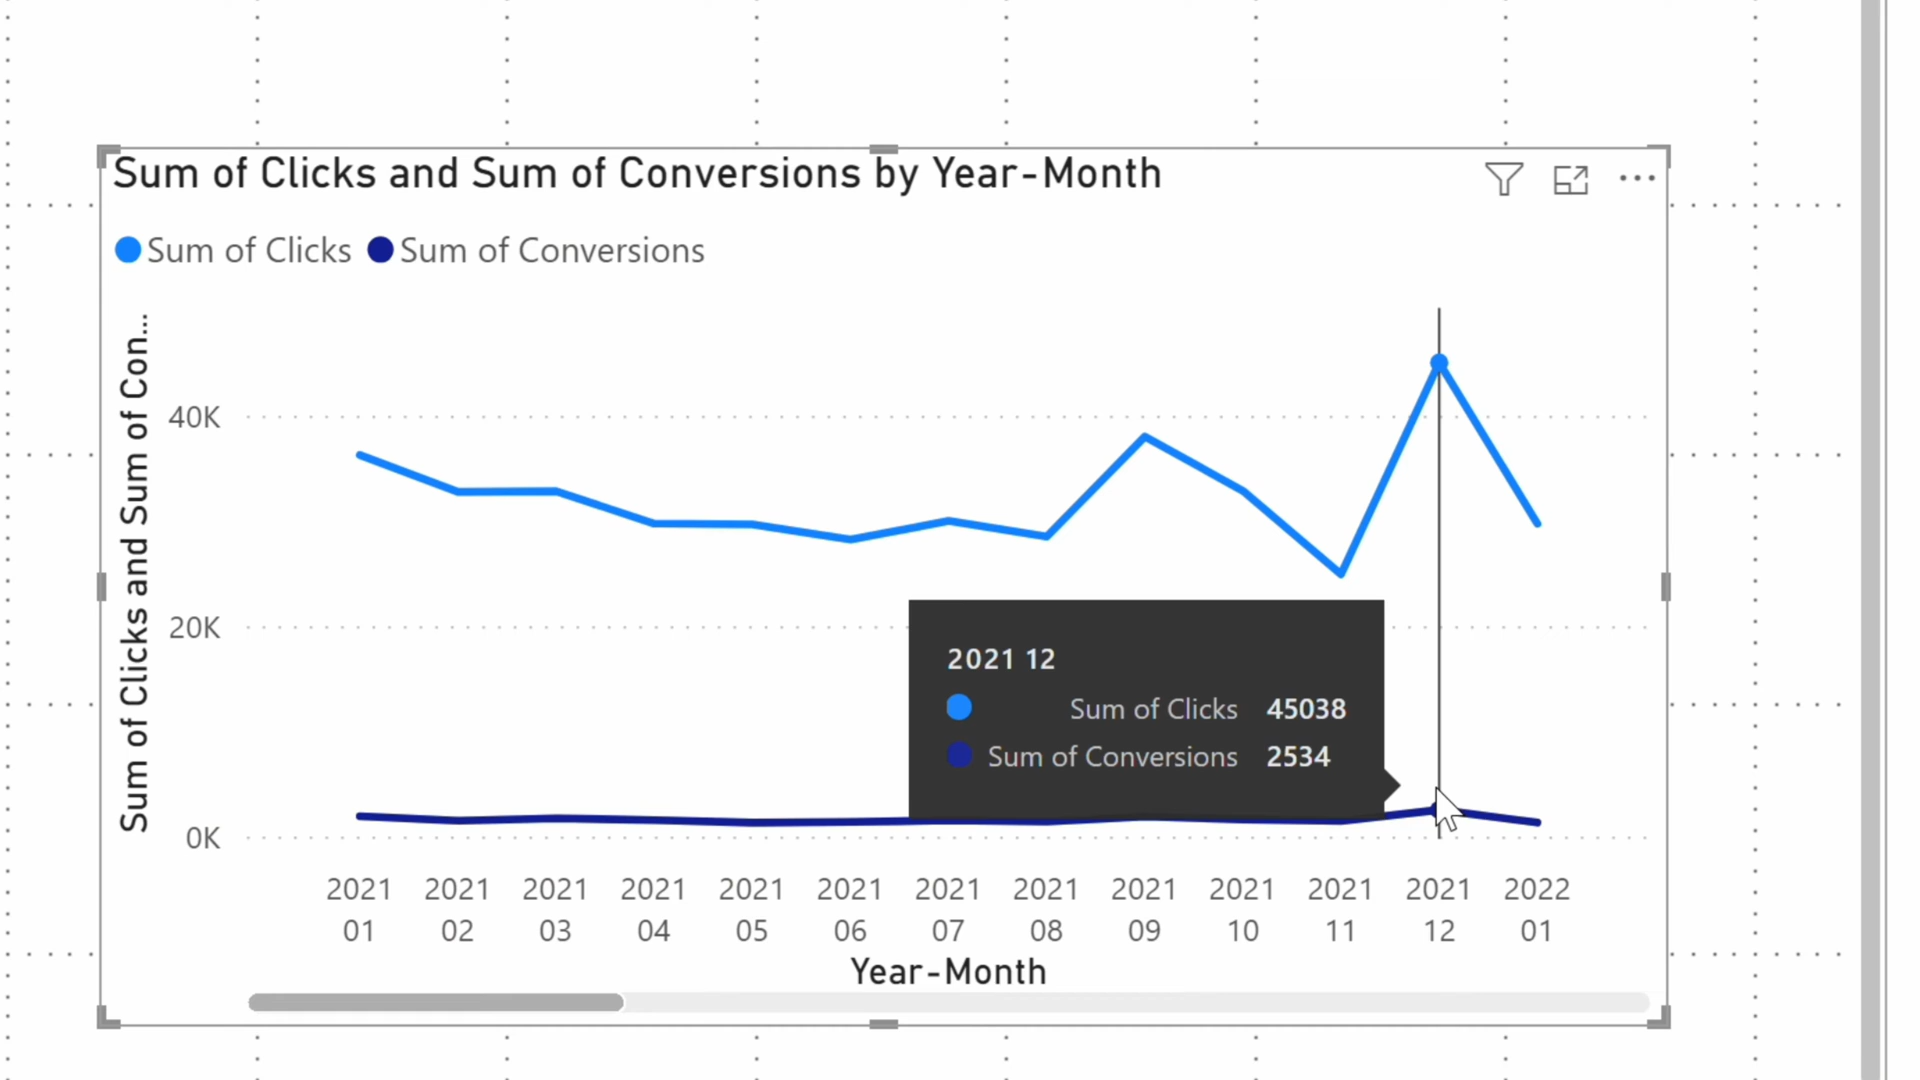 Sum of Clicks and Sum of Conversions by Year-Month
Sum of Clicks Sum of Conversions
Sum of Clicks and Sum of Con...
40K
20K
0K
2021 12
Sum of Clicks 45038
Sum of Conversions 2534
2021 2021 2021 2021 2021 2021 2021 2021 2021 2021 2021 2021 2022
01 02 03 04 05 06 07 08 09 10 11 12 01
Year-Month